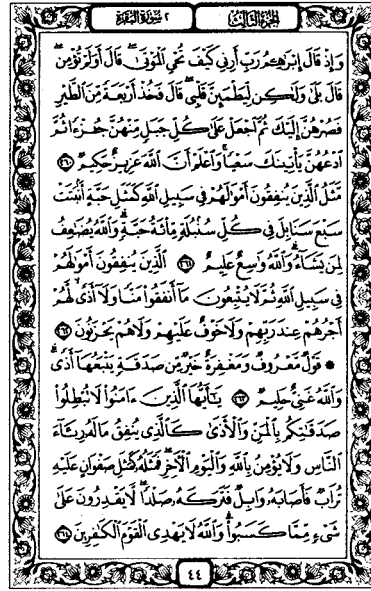 الجزء الثالث ٢ سورة البقرة
وَإِذْ قَالَ إِبْرَٰهِـۧمُ رَبِّ أَرِنِى كَيْفَ تُحْىِ ٱلْمَوْتَىٰ ۖ قَالَ أَوَلَمْ تُؤْمِن ۖ
قَالَ بَلَىٰ وَلَـٰكِن لِّيَطْمَئِنَّ قَلْبِى ۖ قَالَ فَخُذْ أَرْبَعَةً مِّنَ ٱلطَّيْرِ
فَصُرْهُنَّ إِلَيْكَ ثُمَّ ٱجْعَلْ عَلَىٰ كُلِّ جَبَلٍ مِّنْهُنَّ جُزْءًا ثُمَّ
ٱدْعُهُنَّ يَأْتِينَكَ سَعْيًا ۚ وَٱعْلَمْ أَنَّ ٱللَّهَ عَزِيزٌ حَكِيمٌ ٢٦٠
مَّثَلُ ٱلَّذِينَ يُنفِقُونَ أَمْوَٰلَهُمْ فِى سَبِيلِ ٱللَّهِ كَمَثَلِ حَبَّةٍ أَنۢبَتَتْ
سَبْعَ سَنَابِلَ فِى كُلِّ سُنۢبُلَةٍ مِّا۟ئَةُ حَبَّةٍ ۗ وَٱللَّهُ يُضَـٰعِفُ
لِمَن يَشَآءُ ۗ وَٱللَّهُ وَٰسِعٌ عَلِيمٌ ٢٦١ ٱلَّذِينَ يُنفِقُونَ أَمْوَٰلَهُمْ
فِى سَبِيلِ ٱللَّهِ ثُمَّ لَا يُتْبِعُونَ مَآ أَنفَقُوا۟ مَنًّا وَلَآ أَذًى ۙ لَّهُمْ
أَجْرُهُمْ عِندَ رَبِّهِمْ وَلَا خَوْفٌ عَلَيْهِمْ وَلَا هُمْ يَحْزَنُونَ ٢٦٢
۞ قَوْلٌ مَّعْرُوفٌ وَمَغْفِرَةٌ خَيْرٌ مِّن صَدَقَةٍ يَتْبَعُهَآ أَذًى ۗ
وَٱللَّهُ غَنِىٌّ حَلِيمٌ ٢٦٣ يَـٰٓأَيُّهَا ٱلَّذِينَ ءَامَنُوا۟ لَا تُبْطِلُوا۟
صَدَقَـٰتِكُم بِٱلْمَنِّ وَٱلْأَذَىٰ كَٱلَّذِى يُنفِقُ مَالَهُۥ رِئَآءَ
ٱلنَّاسِ وَلَا يُؤْمِنُ بِٱللَّهِ وَٱلْيَوْمِ ٱلْـَٔاخِرِ ۖ فَمَثَلُهُۥ كَمَثَلِ صَفْوَانٍ عَلَيْهِ
تُرَابٌ فَأَصَابَهُۥ وَابِلٌ فَتَرَكَهُۥ صَلْدًا ۖ لَّا يَقْدِرُونَ عَلَىٰ
شَىْءٍ مِّمَّا كَسَبُوا۟ ۗ وَٱللَّهُ لَا يَهْدِى ٱلْقَوْمَ ٱلْكَـٰفِرِينَ ٢٦٤
٤٤